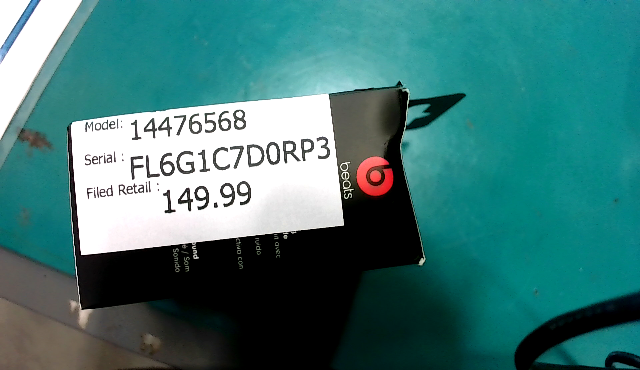 Model: 14476568
Serial : FL6G1C7D0RP3
Filed Retail : 149.99
beats